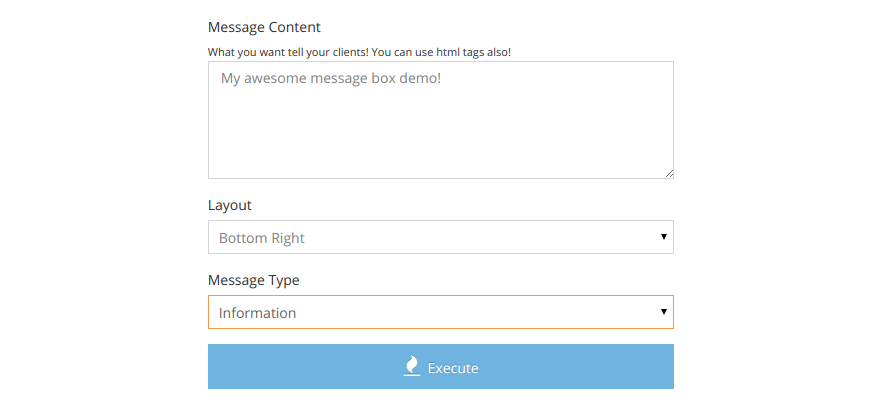 Message Content
What you want tell your clients! You can use html tags also!
My awesome message box demo!
Layout
Bottom Right
Message Type
Information
Execute